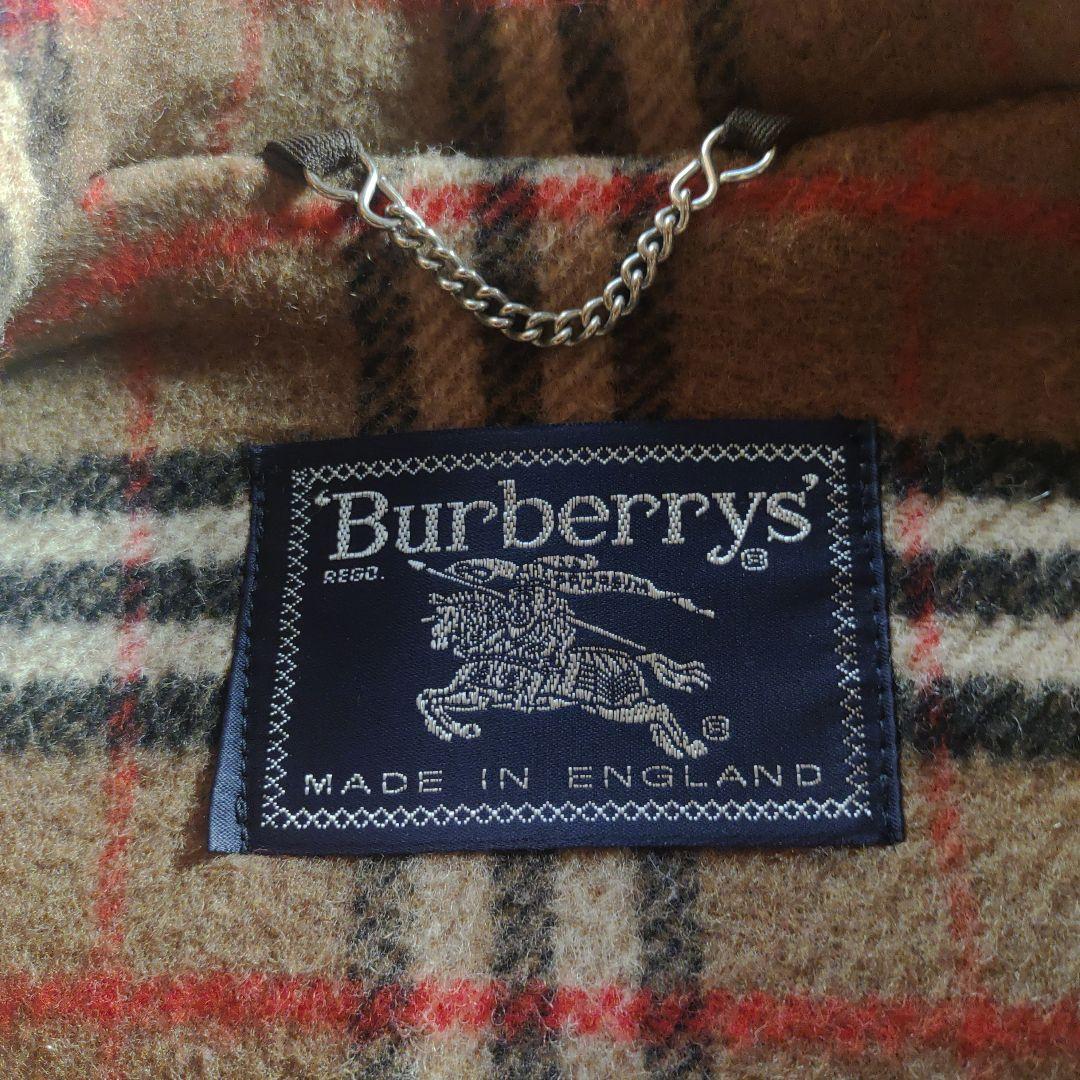 'Burberrys'®
REGD.
®
MADE IN ENGLAND